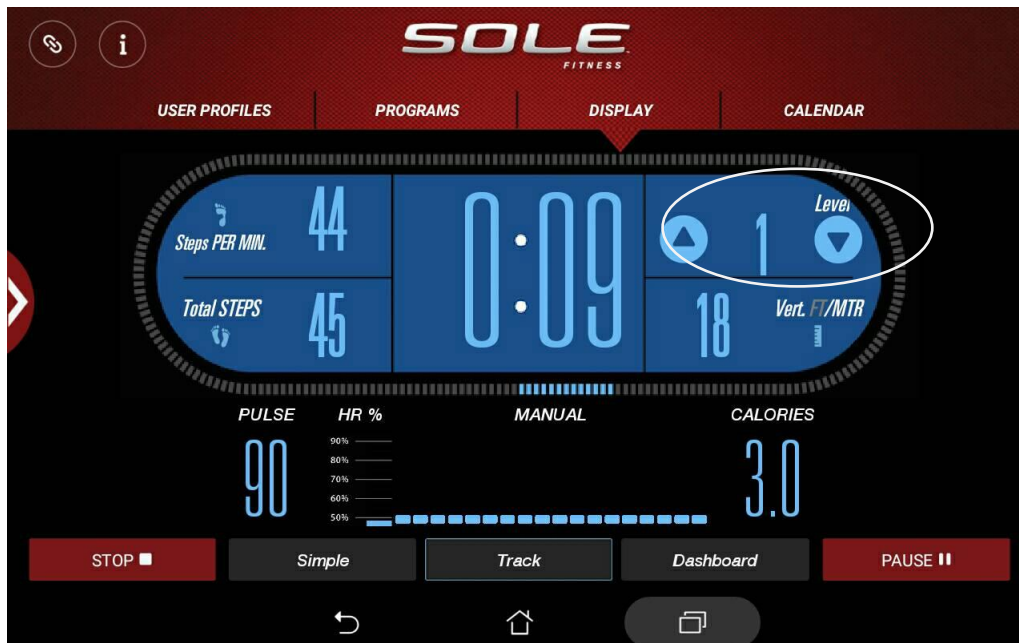 SOLE
FITNESS
USER PROFILES PROGRAMS DISPLAY CALENDAR
Steps PER MIN. 44
0:09
1 Level
Total STEPS 45
18 Vert. FT/MTR
PULSE HR % MANUAL CALORIES
90
90%
80%
70%
60%
50%
3.0
STOP Simple Track Dashboard PAUSE